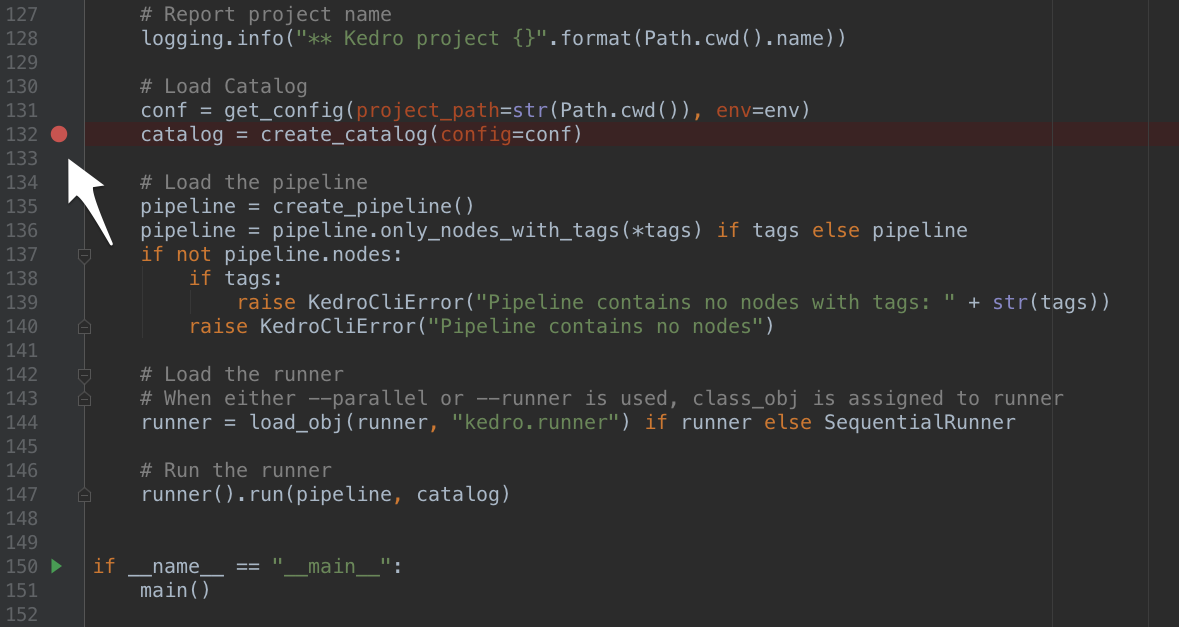 127 # Report project name
128 logging.info("** Kedro project {}".format(Path.cwd().name))
129
130 # Load Catalog
131 conf = get_config(project_path=str(Path.cwd()), env=env)
132 catalog = create_catalog(config=conf)
133
134 # Load the pipeline
135 pipeline = create_pipeline()
136 pipeline = pipeline.only_nodes_with_tags(*tags) if tags else pipeline
137 if not pipeline.nodes:
138 if tags:
139 raise KedroCliError("Pipeline contains no nodes with tags: " + str(tags))
140 raise KedroCliError("Pipeline contains no nodes")
141
142 # Load the runner
143 # When either --parallel or --runner is used, class_obj is assigned to runner
144 runner = load_obj(runner, "kedro.runner") if runner else SequentialRunner
145
146 # Run the runner
147 runner().run(pipeline, catalog)
148
149
150 if __name__ == "__main__":
151 main()
152